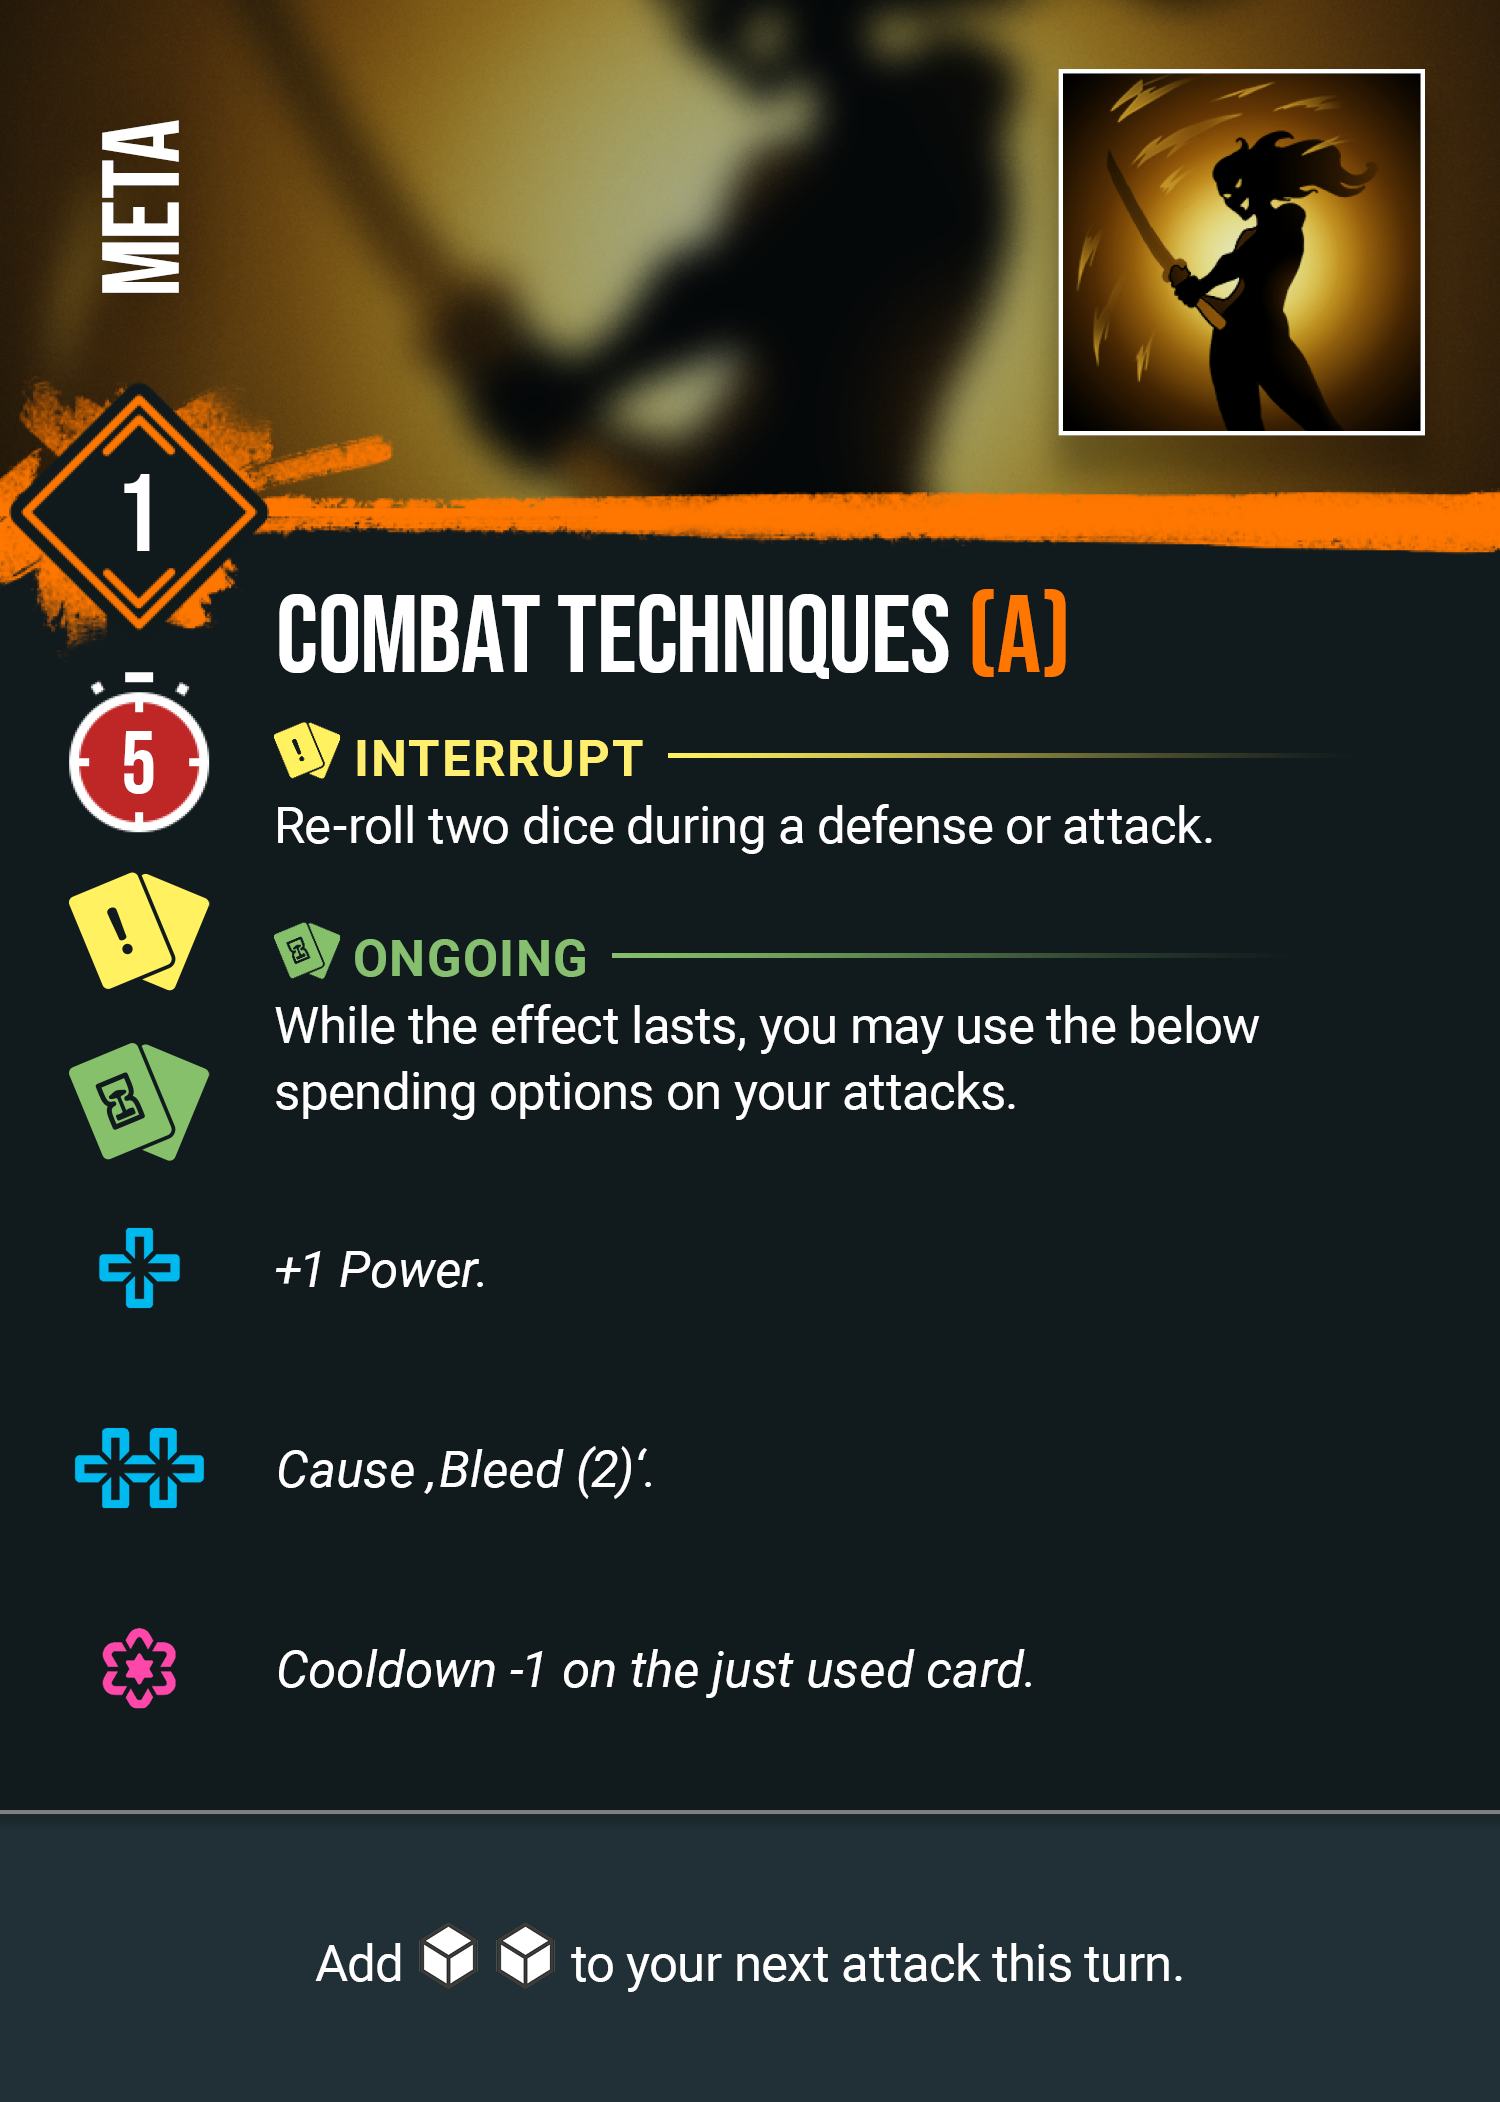 META
1
COMBAT TECHNIQUES (A)
5
! INTERRUPT
Re-roll two dice during a defense or attack.
!
ONGOING
While the effect lasts, you may use the below
spending options on your attacks.
+1 Power.
Cause ‚Bleed (2)‘.
Cooldown -1 on the just used card.
Add to your next attack this turn.